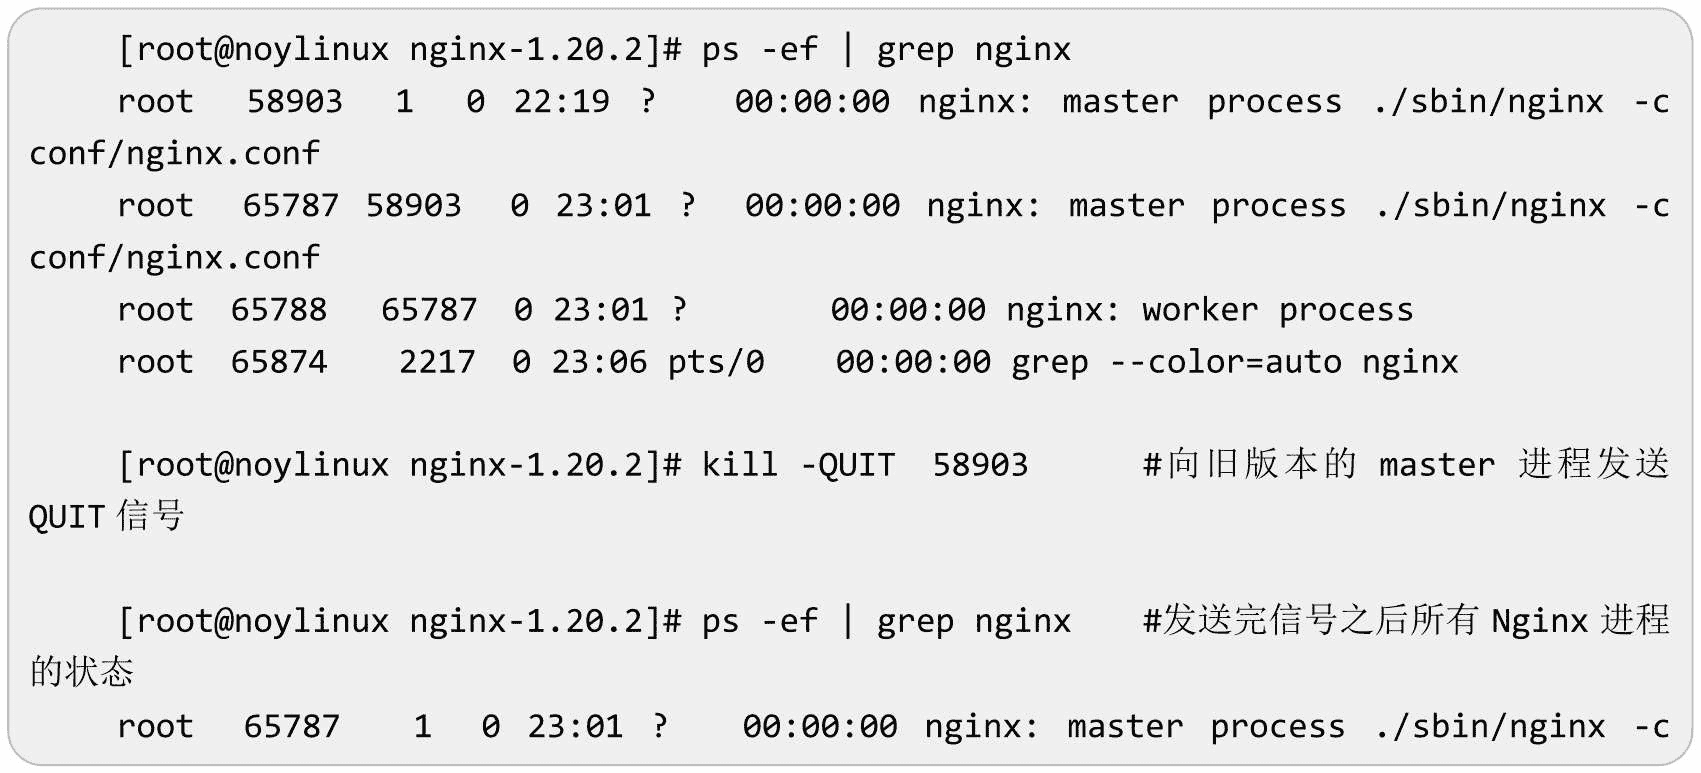 [root@noylinux nginx-1.20.2]# ps -ef | grep nginx
root 58903 1 0 22:19 ? 00:00:00 nginx: master process ./sbin/nginx -c
conf/nginx.conf
root 65787 58903 0 23:01 ? 00:00:00 nginx: master process ./sbin/nginx -c
conf/nginx.conf
root 65788 65787 0 23:01 ? 00:00:00 nginx: worker process
root 65874 2217 0 23:06 pts/0 00:00:00 grep --color=auto nginx
[root@noylinux nginx-1.20.2]# kill -QUIT 58903 #向旧版本的 master 进程发送
QUIT 信号
[root@noylinux nginx-1.20.2]# ps -ef | grep nginx #发送完信号之后所有 Nginx 进程
的状态
root 65787 1 0 23:01 ? 00:00:00 nginx: master process ./sbin/nginx -c